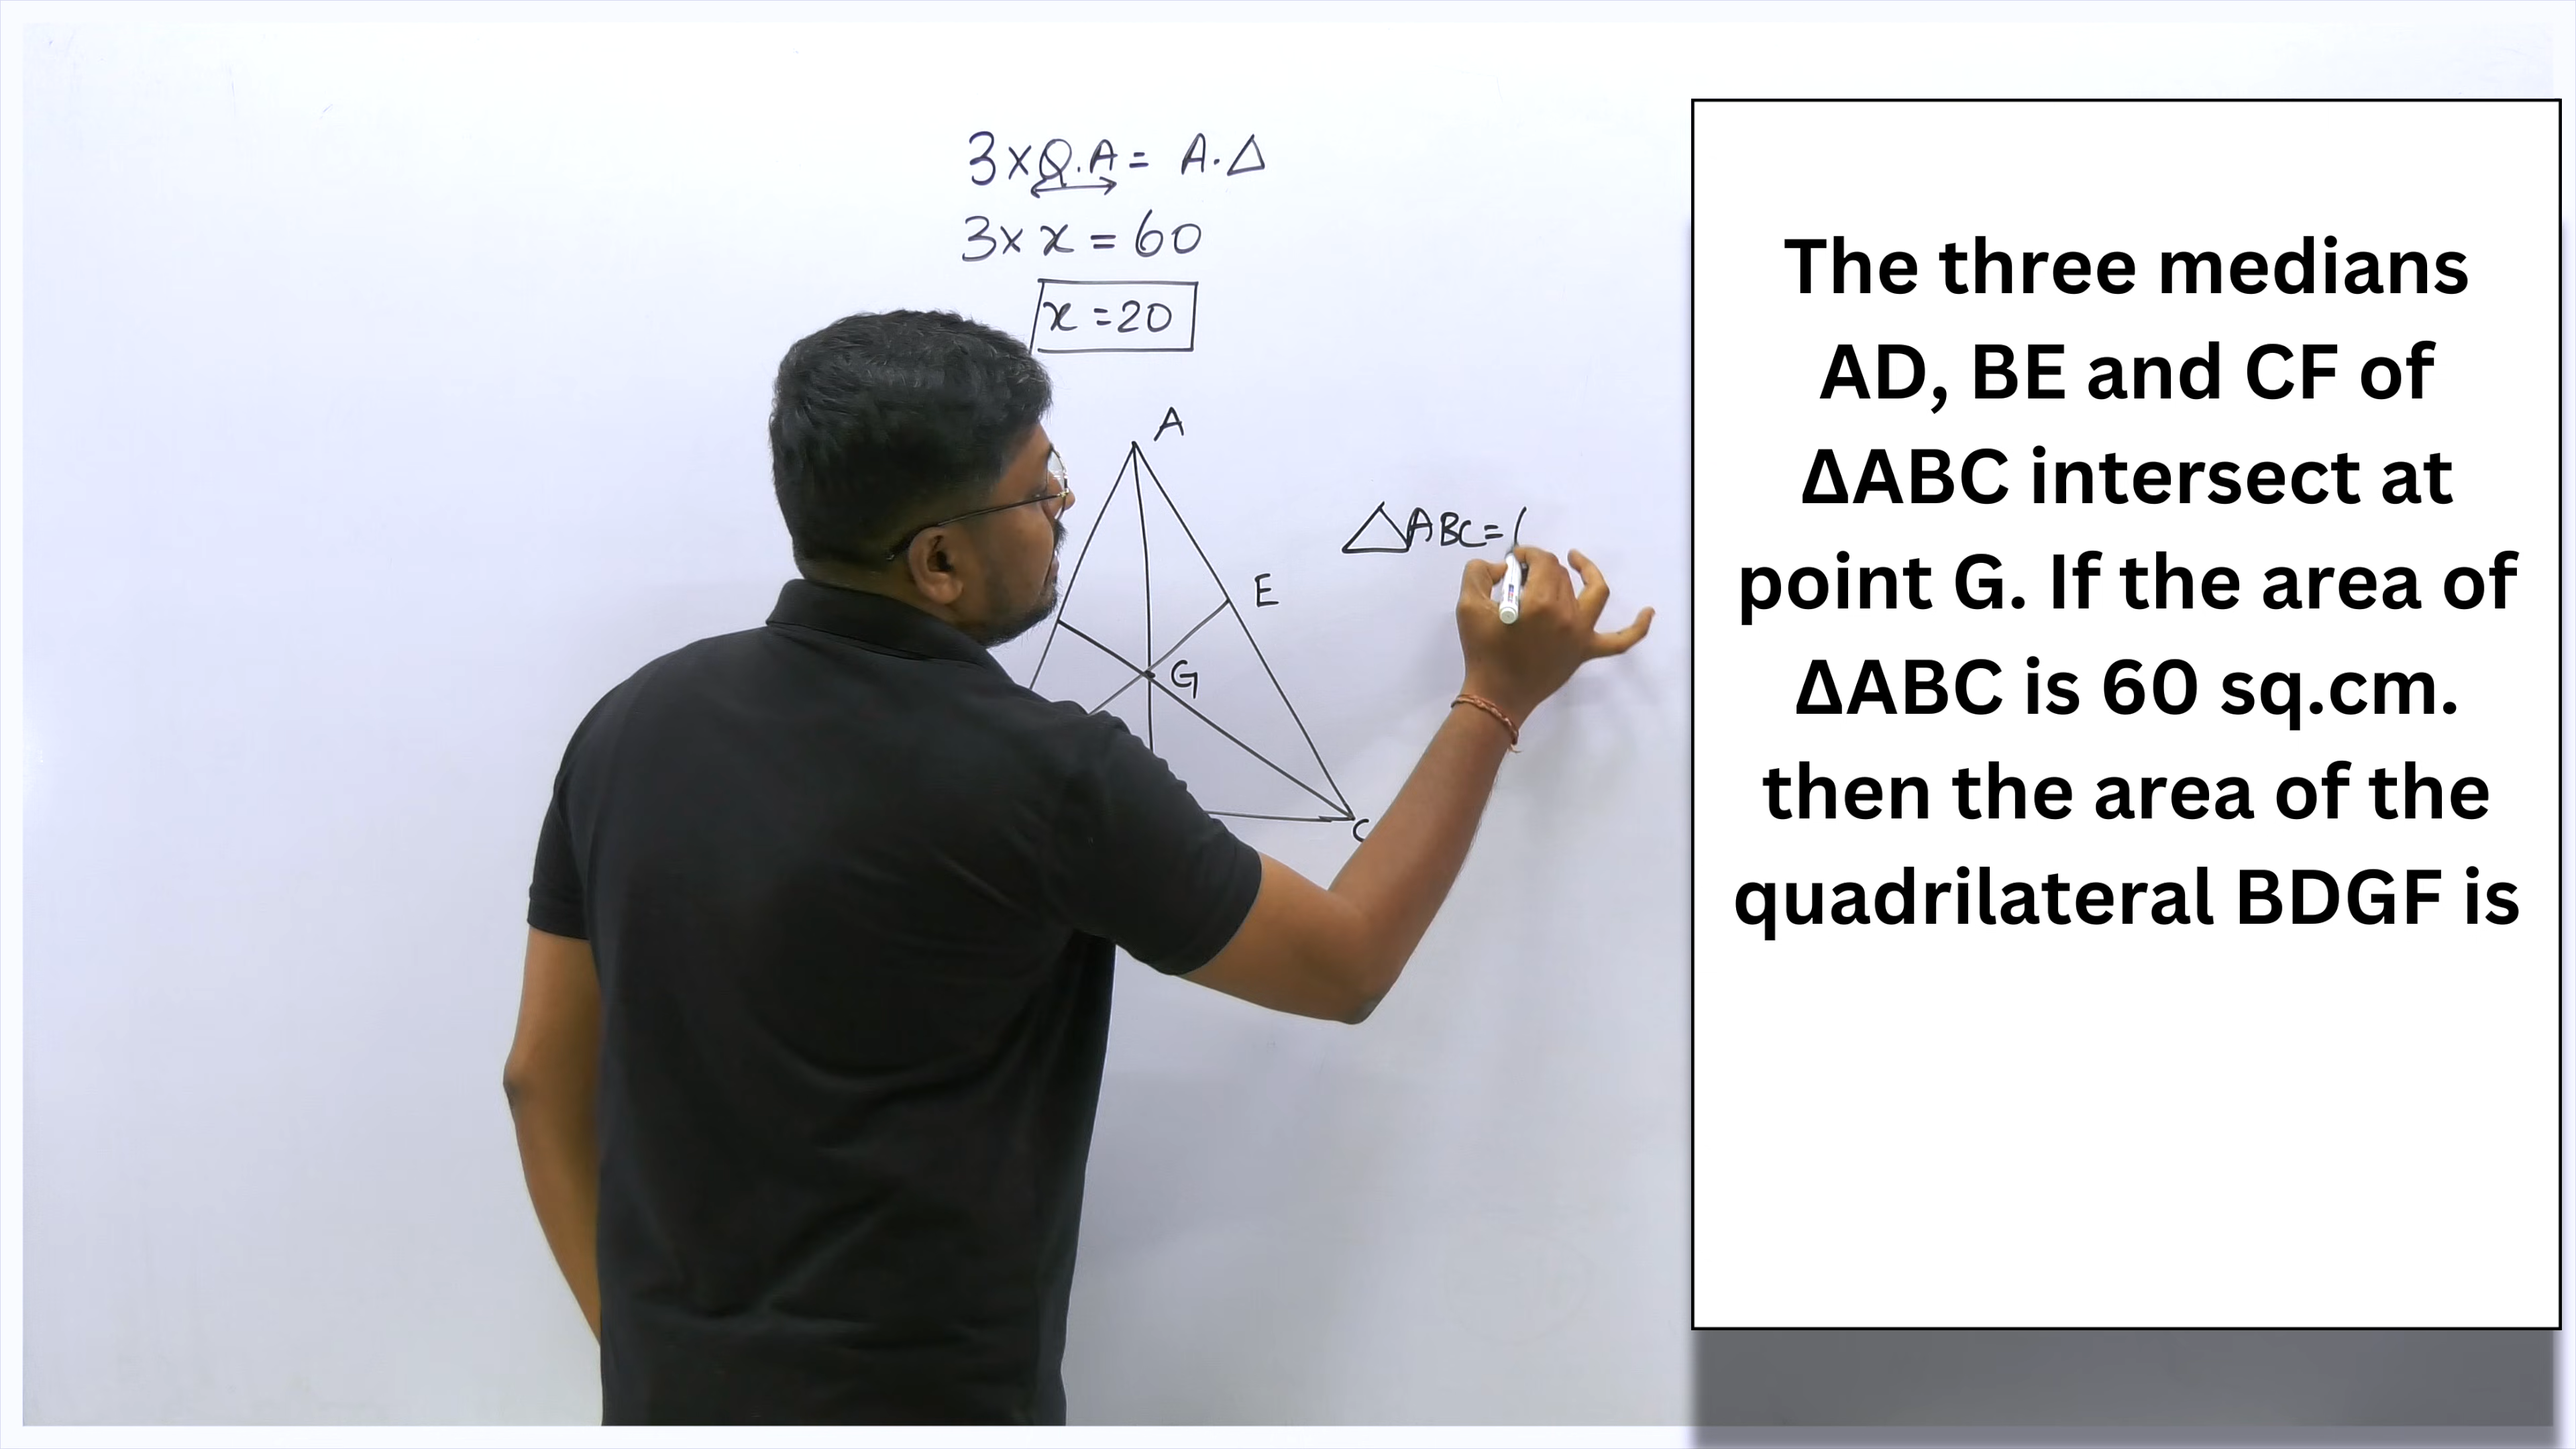 3×Q.A = A.△
3× x = 60
x = 20
A
△ABC = (
E
G
C
The three medians
AD, BE and CF of
ΔABC intersect at
point G. If the area of
ΔABC is 60 sq.cm.
then the area of the
quadrilateral BDGF is